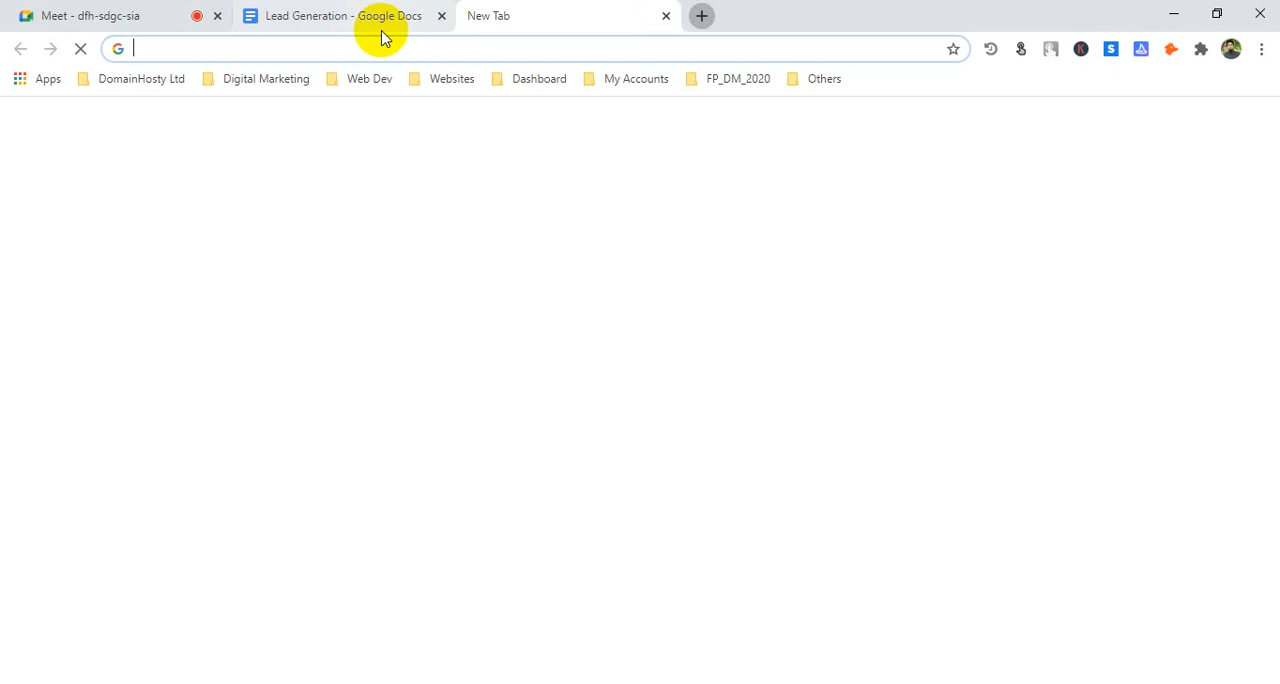 Meet - dfh-sdgc-sia
Lead Generation - Google Docs
New Tab
Apps
DomainHosty Ltd
Digital Marketing
Web Dev
Websites
Dashboard
My Accounts
FP_DM_2020
Others